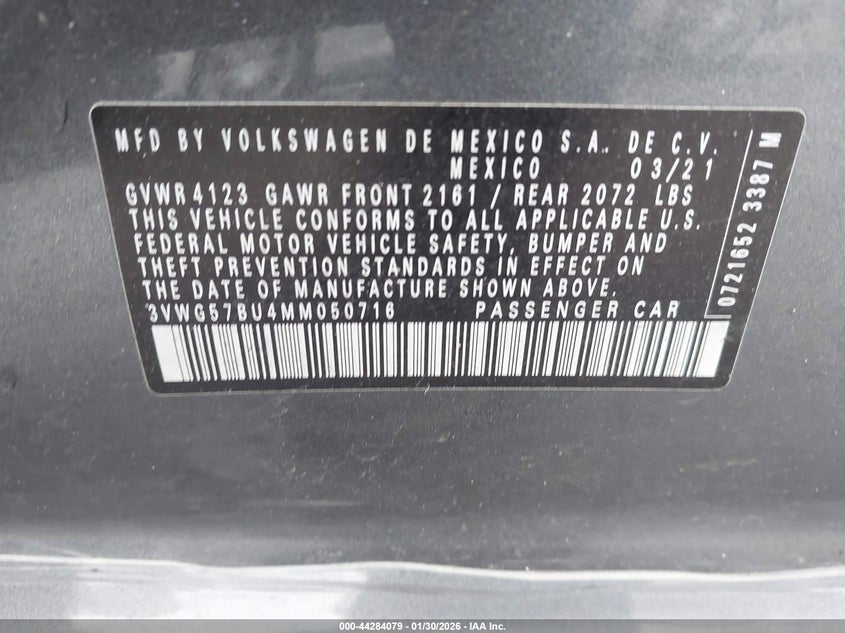 MFD BY VOLKSWAGEN DE MEXICO S.A. DE C.V.
MEXICO 03/21
GVWR 4123 GAWR FRONT 2161 / REAR 2072 LBS
THIS VEHICLE CONFORMS TO ALL APPLICABLE U.S.
FEDERAL MOTOR VEHICLE SAFETY, BUMPER AND
THEFT PREVENTION STANDARDS IN EFFECT ON
THE DATE OF MANUFACTURE SHOWN ABOVE.
3VWG57BU4MM050716 PASSENGER CAR
0721652 3387 M
000-44284079 - 01/30/2026 - IAA Inc.